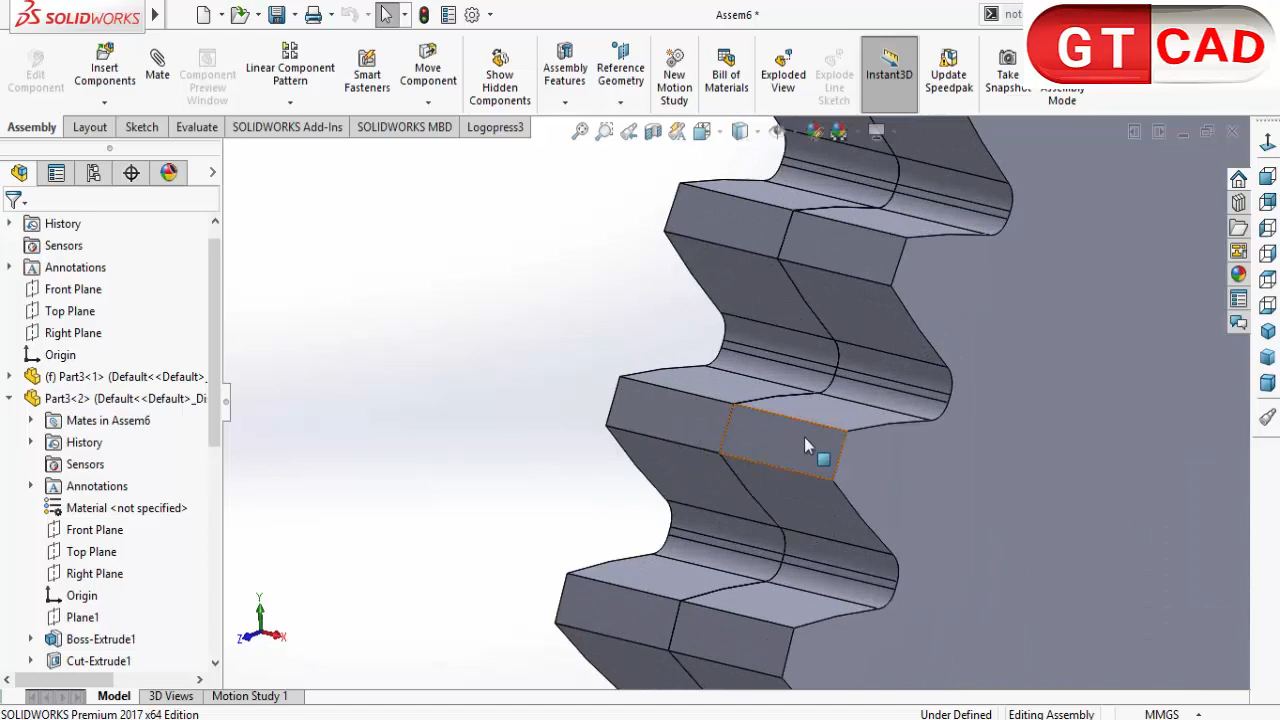 SOLIDWORKS
Assem6 *
not
GT CAD
Edit Component
Insert Components
Mate
Component Preview Window
Linear Component Pattern
Smart Fasteners
Move Component
Show Hidden Components
Assembly Features
Reference Geometry
New Motion Study
Bill of Materials
Exploded View
Explode Line Sketch
Instant3D
Update Speedpak
Take Snapshot
Mode
Assembly
Layout
Sketch
Evaluate
SOLIDWORKS Add-Ins
SOLIDWORKS MBD
Logopress3
History
Sensors
Annotations
Front Plane
Top Plane
Right Plane
Origin
(f) Part3<1> (Default<<Default>_
Part3<2> (Default<<Default>_Di
Mates in Assem6
History
Sensors
Annotations
Material <not specified>
Front Plane
Top Plane
Right Plane
Origin
Plane1
Boss-Extrude1
Cut-Extrude1
Y
Z
X
Model
3D Views
Motion Study 1
SOLIDWORKS Premium 2017 x64 Edition
Under Defined
Editing Assembly
MMGS